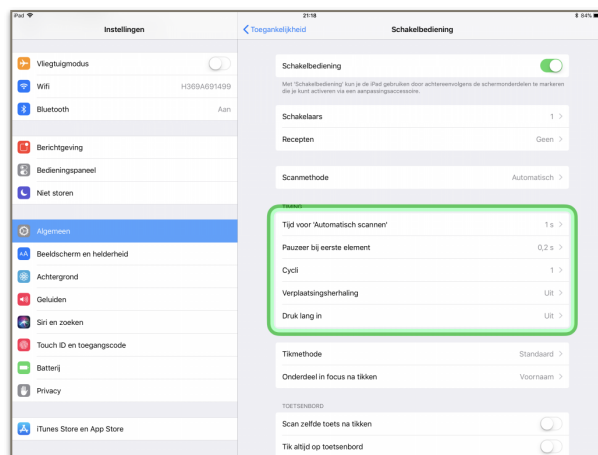 iPad 21:18 84%
Instellingen
Toegankelijkheid Schakelbediening
Vliegtuigmodus
Wifi H369A691499
Bluetooth Aan
Berichtgeving
Bedieningspaneel
Niet storen
Algemeen
AA Beeldscherm en helderheid
Achtergrond
Geluiden
Siri en zoeken
Touch ID en toegangscode
Batterij
Privacy
iTunes Store en App Store
Schakelbediening
Met 'Schakelbediening' kun je de iPad gebruiken door achtereenvolgens de schermonderdelen te markeren
die je kunt activeren via een aanpassingsaccessoire.
Schakelaars 1
Recepten Geen
Scanmethode Automatisch
TIMING
Tijd voor 'Automatisch scannen' 1 s
Pauzeer bij eerste element 0,2 s
Cycli 1
Verplaatsingsherhaling Uit
Druk lang in Uit
Tikmethode Standaard
Onderdeel in focus na tikken Voornaam
TOETSENBORD
Scan zelfde toets na tikken
Tik altijd op toetsenbord